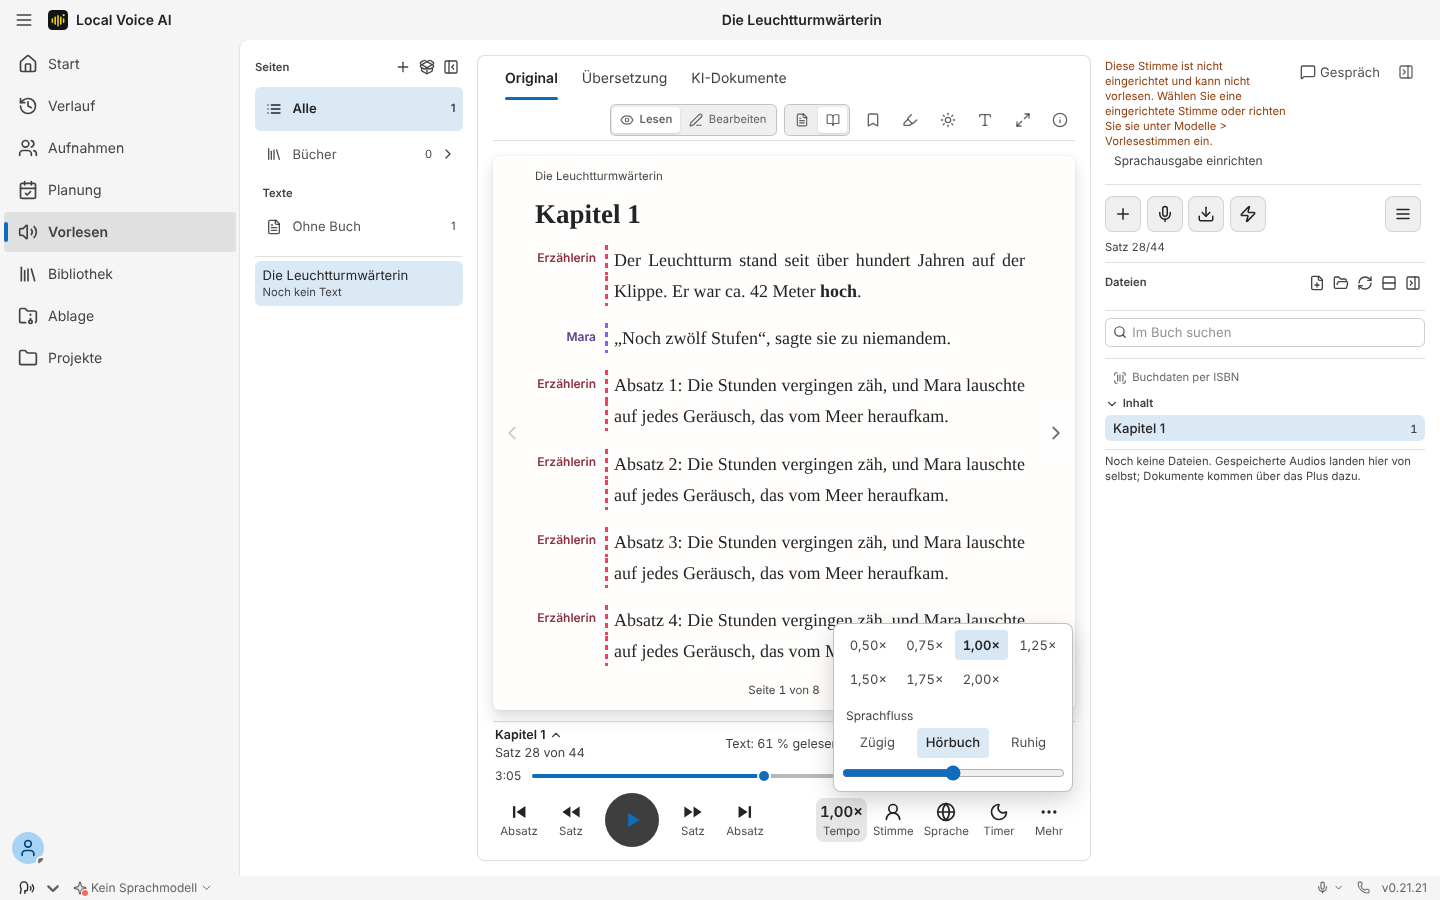 Local Voice AI
Die Leuchtturmwärterin
Start
Verlauf
Aufnahmen
Planung
Vorlesen
Bibliothek
Ablage
Projekte
Seiten
Alle 1
Bücher 0
Texte
Ohne Buch 1
Die Leuchtturmwärterin
Noch kein Text
Original Übersetzung KI-Dokumente
Lesen Bearbeiten
Die Leuchtturmwärterin
Kapitel 1
Erzählerin Der Leuchtturm stand seit über hundert Jahren auf der
Klippe. Er war ca. 42 Meter hoch.
Mara „Noch zwölf Stufen“, sagte sie zu niemandem.
Erzählerin Absatz 1: Die Stunden vergingen zäh, und Mara lauschte
auf jedes Geräusch, das vom Meer heraufkam.
Erzählerin Absatz 2: Die Stunden vergingen zäh, und Mara lauschte
auf jedes Geräusch, das vom Meer heraufkam.
Erzählerin Absatz 3: Die Stunden vergingen zäh, und Mara lauschte
auf jedes Geräusch, das vom Meer heraufkam.
Erzählerin Absatz 4: Die Stunden vergingen zäh, und Mara lauschte
auf jedes Geräusch, das vom
Seite 1 von 8
0,50× 0,75× 1,00× 1,25×
1,50× 1,75× 2,00×
Sprachfluss
Zügig Hörbuch Ruhig
Kapitel 1
Satz 28 von 44
Text: 61 % gelesen
3:05
Absatz Satz Satz Absatz
1,00×
Tempo Stimme Sprache Timer Mehr
Diese Stimme ist nicht
eingerichtet und kann nicht
vorlesen. Wählen Sie eine
eingerichtete Stimme oder richten
Sie sie unter Modelle >
Vorlesestimmen ein.
Sprachausgabe einrichten
Gespräch
Satz 28/44
Dateien
Im Buch suchen
Buchdaten per ISBN
Inhalt
Kapitel 1 1
Noch keine Dateien. Gespeicherte Audios landen hier von
selbst; Dokumente kommen über das Plus dazu.
Kein Sprachmodell
v0.21.21